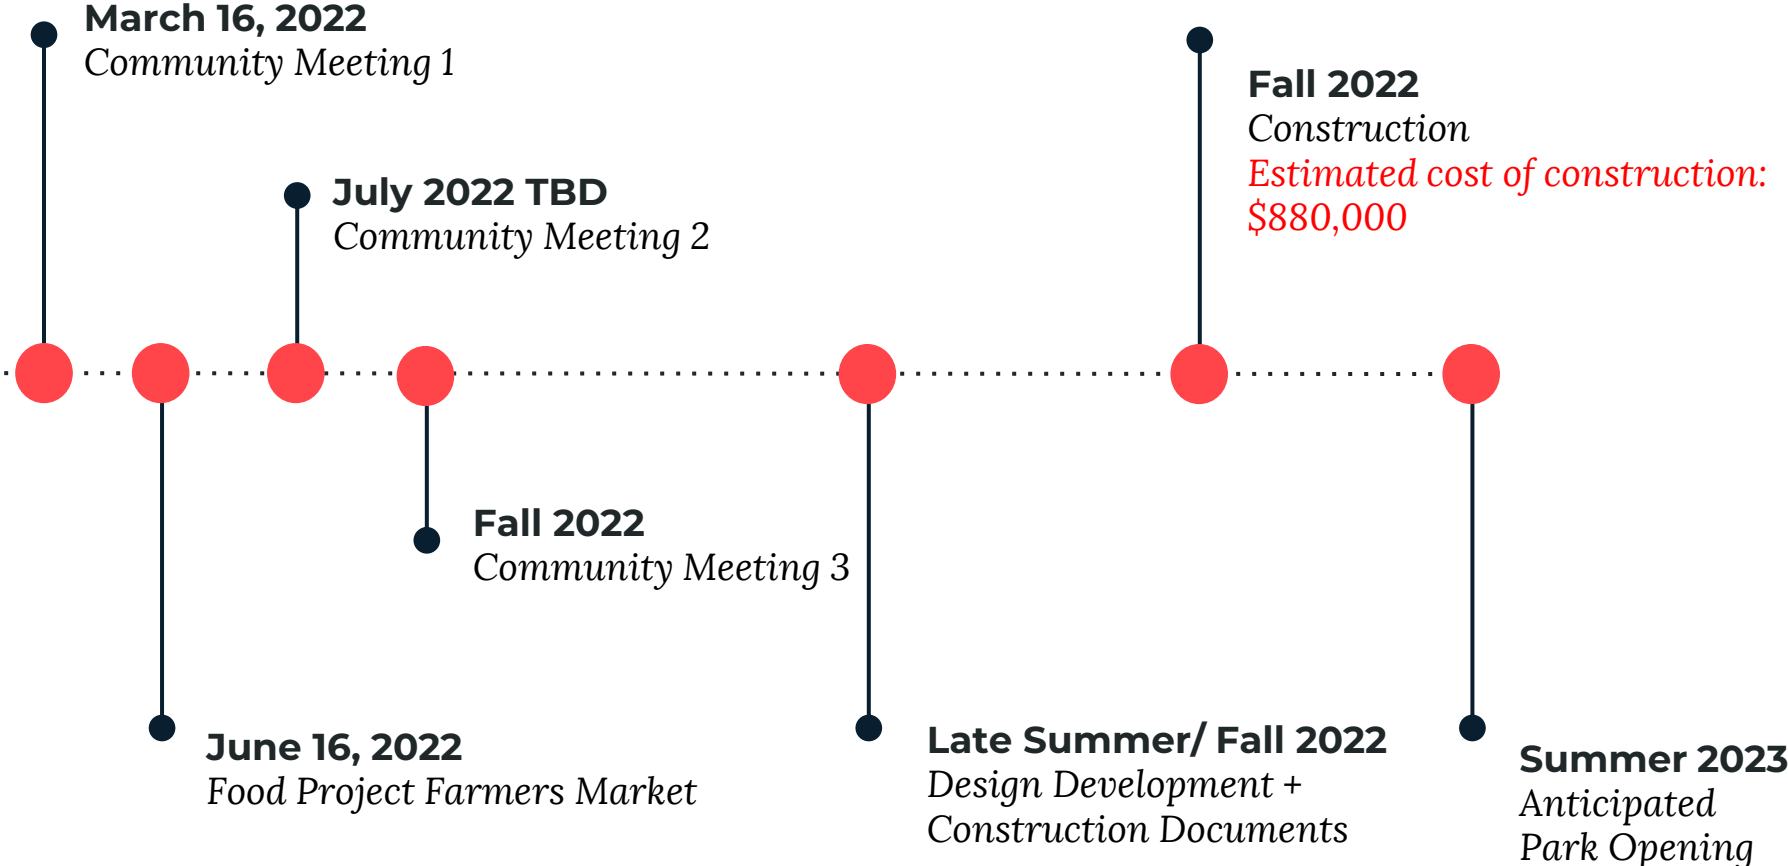 March 16, 2022
Community Meeting 1
June 16, 2022
Food Project Farmers Market
July 2022 TBD
Community Meeting 2
Fall 2022
Community Meeting 3
Late Summer/ Fall 2022
Design Development +
Construction Documents
Fall 2022
Construction
Estimated cost of construction:
$880,000
Summer 2023
Anticipated
Park Opening